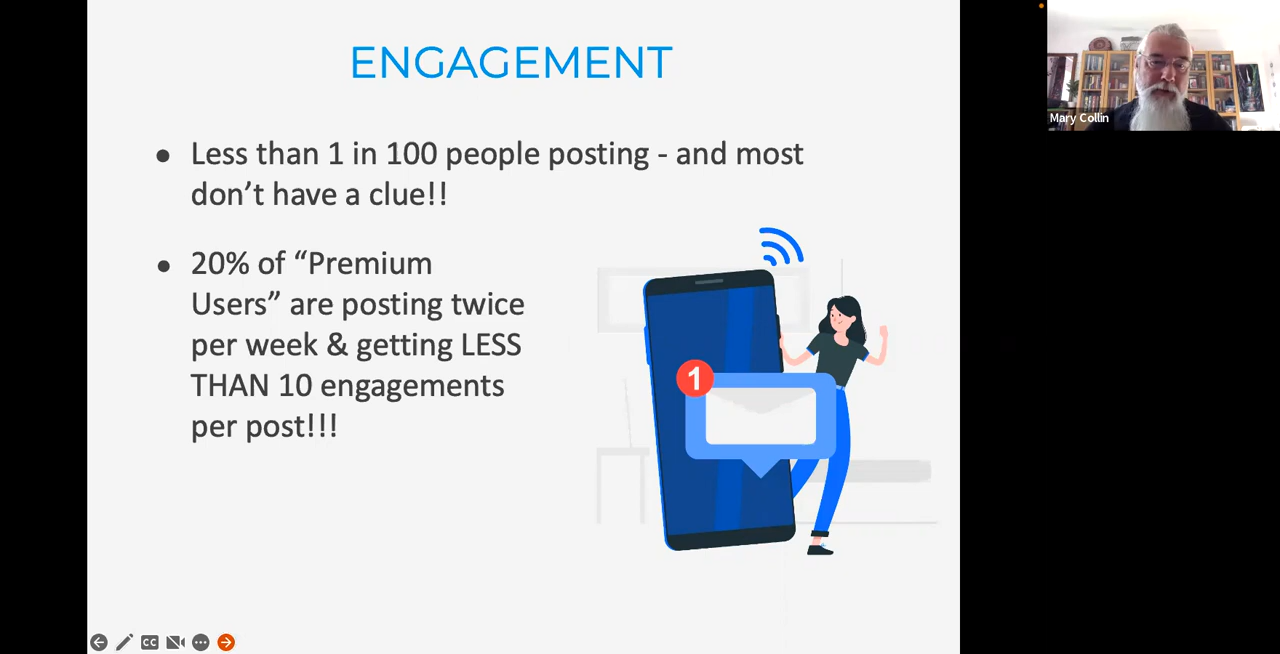 ENGAGEMENT
● Less than 1 in 100 people posting - and most
don’t have a clue!!
● 20% of “Premium
Users” are posting twice
per week & getting LESS
THAN 10 engagements
per post!!!
1
CC
Mary Collin